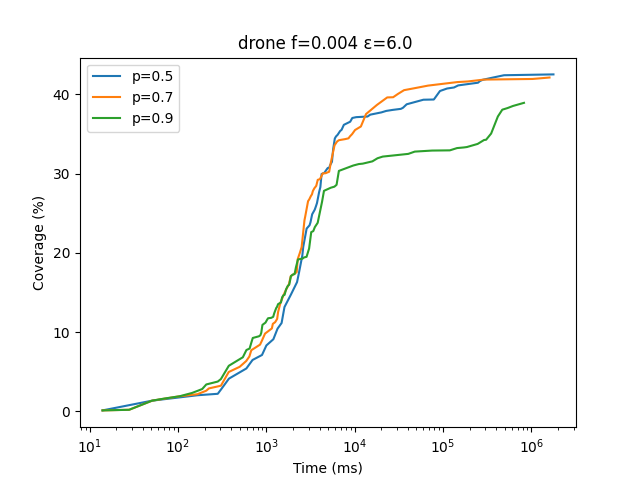 drone f=0.004 ε=6.0
p=0.5
p=0.7
p=0.9
Coverage (%)
40
30
20
10
0
10¹ 10² 10³ 10⁴ 10⁵ 10⁶
Time (ms)